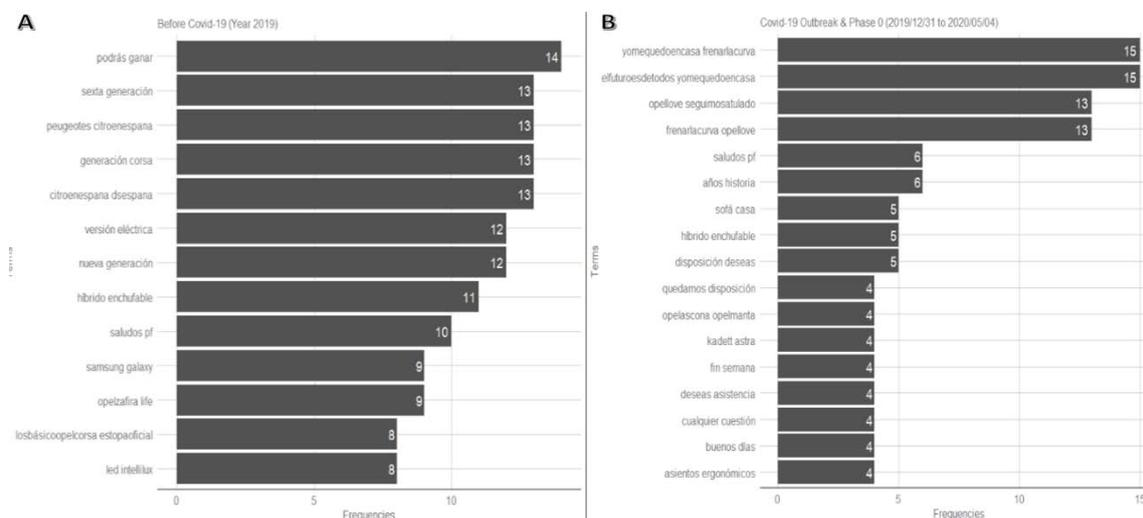 A
Before Covid-19 (Year 2019)
podrás ganar 14
sexta generación 13
peugeotes citroenespana 13
generación corsa 13
citroenespana dsespana 13
versión eléctrica 12
nueva generación 12
híbrido enchufable 11
saludos pf 10
samsung galaxy 9
opelzafira life 9
losbásicoopelcorsa estopaoficial 8
led intellilux 8
0 5 10
Frequencies
B
Covid-19 Outbreak & Phase 0 (2019/12/31 to 2020/05/04)
Terms
yomequedoencasa frenarlacurva 15
elfuturoesdetodos yomequedoencasa 15
opellove seguimosatulado 13
frenarlacurva opellove 13
saludos pf 6
años historia 6
sofá casa 5
híbrido enchufable 5
disposición deseas 5
quedamos disposición 4
opelascona opelmanta 4
kadett astra 4
fin semana 4
deseas asistencia 4
cualquier cuestión 4
buenos días 4
asientos ergonómicos 4
0 5 10 15
Frequencies